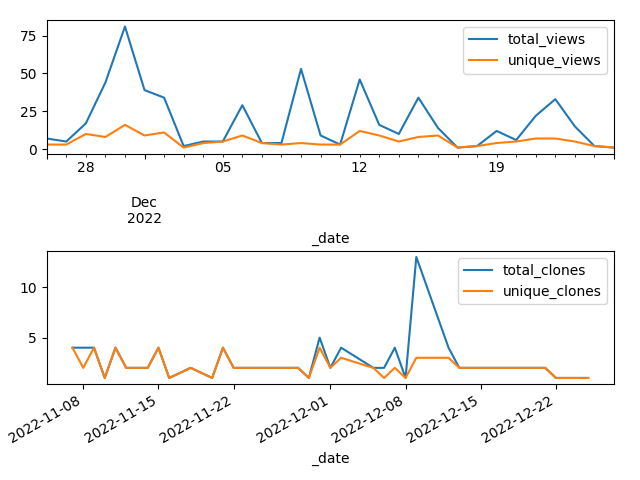 75
50
25
0
total_views
unique_views
28
05
12
19
Dec
2022
_date
10
5
total_clones
unique_clones
2022-11-08
2022-11-15
2022-11-22
2022-12-01
2022-12-08
2022-12-15
2022-12-22
_date